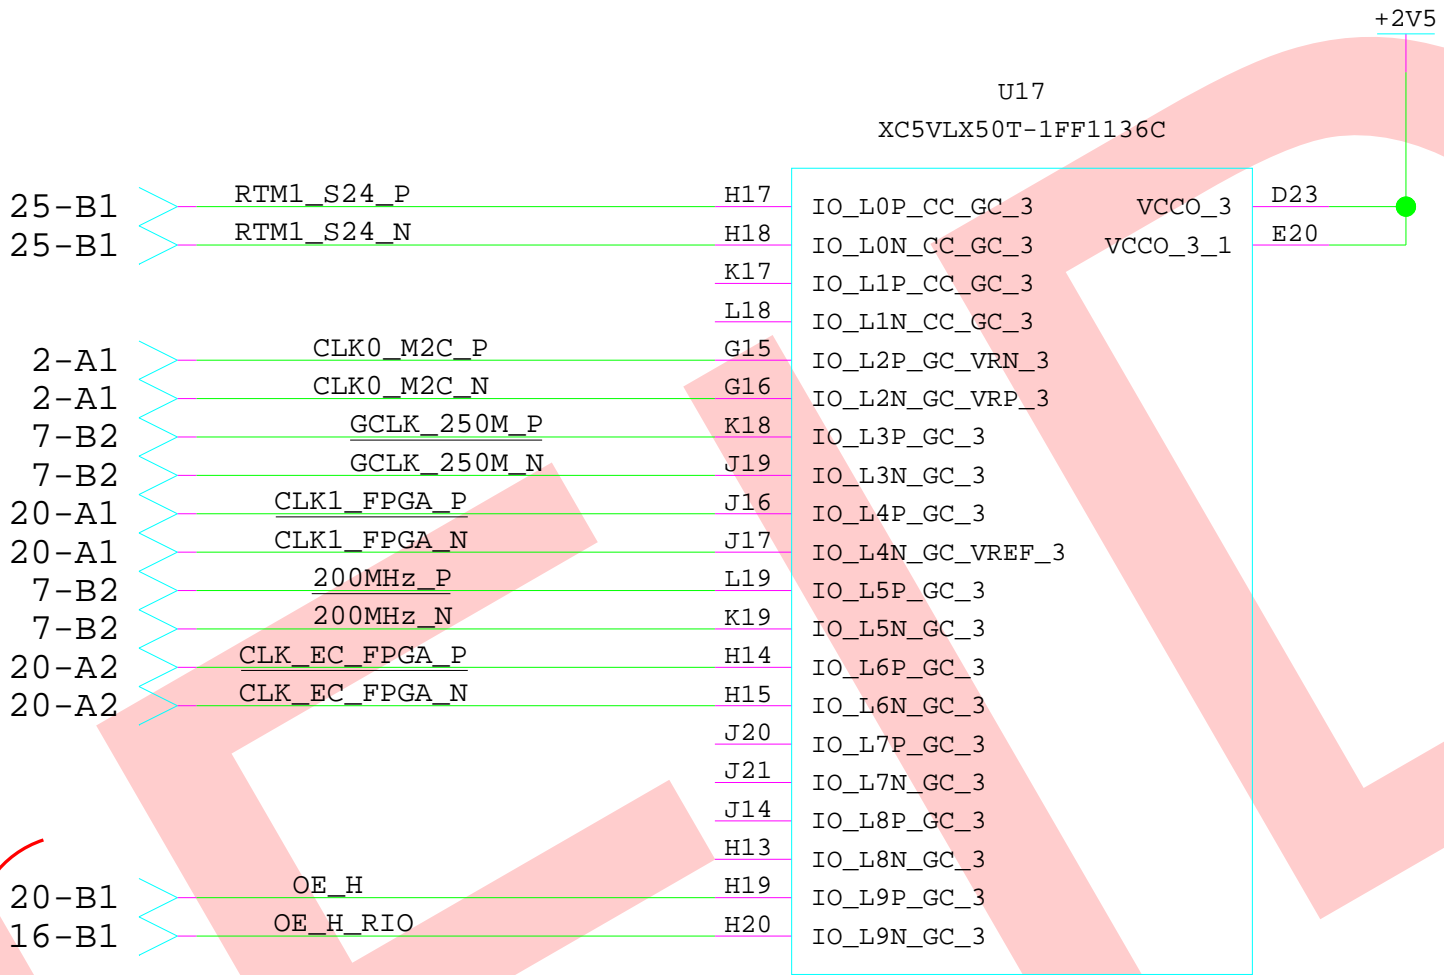 +2V5
U17
XC5VLX50T-1FF1136C
25-B1 RTM1_S24_P H17 IO_L0P_CC_GC_3 VCCO_3 D23
25-B1 RTM1_S24_N H18 IO_L0N_CC_GC_3 VCCO_3_1 E20
K17 IO_L1P_CC_GC_3
L18 IO_L1N_CC_GC_3
2-A1 CLK0_M2C_P G15 IO_L2P_GC_VRN_3
2-A1 CLK0_M2C_N G16 IO_L2N_GC_VRP_3
7-B2 GCLK_250M_P K18 IO_L3P_GC_3
7-B2 GCLK_250M_N J19 IO_L3N_GC_3
20-A1 CLK1_FPGA_P J16 IO_L4P_GC_3
20-A1 CLK1_FPGA_N J17 IO_L4N_GC_VREF_3
7-B2 200MHz_P L19 IO_L5P_GC_3
7-B2 200MHz_N K19 IO_L5N_GC_3
20-A2 CLK_EC_FPGA_P H14 IO_L6P_GC_3
20-A2 CLK_EC_FPGA_N H15 IO_L6N_GC_3
J20 IO_L7P_GC_3
J21 IO_L7N_GC_3
J14 IO_L8P_GC_3
H13 IO_L8N_GC_3
20-B1 OE_H H19 IO_L9P_GC_3
16-B1 OE_H_RIO H20 IO_L9N_GC_3